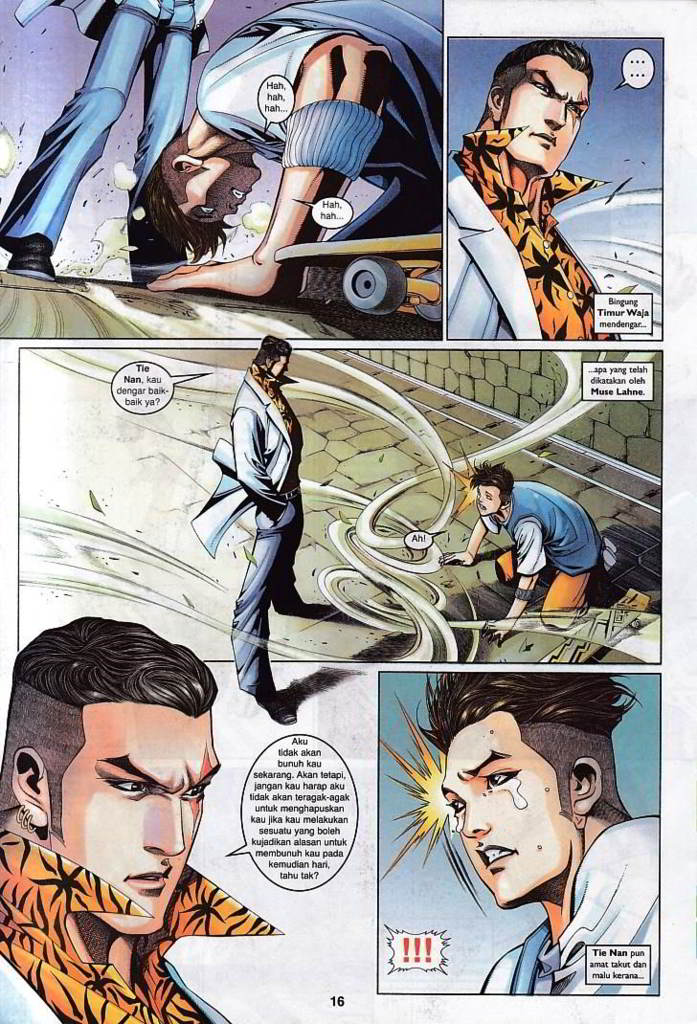 Hah,
hah,
hah...
Hah,
hah...
...
...
Bingung
Timur Waja
mendengar...
Tie
Nan, kau
dengar baik-
baik ya?
...apa yang telah
dikatakan oleh
Muse Lahne.
Ah!
Aku
tidak akan
bunuh kau
sekarang. Akan tetapi,
jangan kau harap aku
tidak akan teragak-agak
untuk menghapuskan
kau jika kau melakukan
sesuatu yang boleh
kujadikan alasan untuk
membunuh kau pada
kemudian hari,
tahu tak?
!!!
Tie Nan pun
amat takut dan
malu kerana...
16